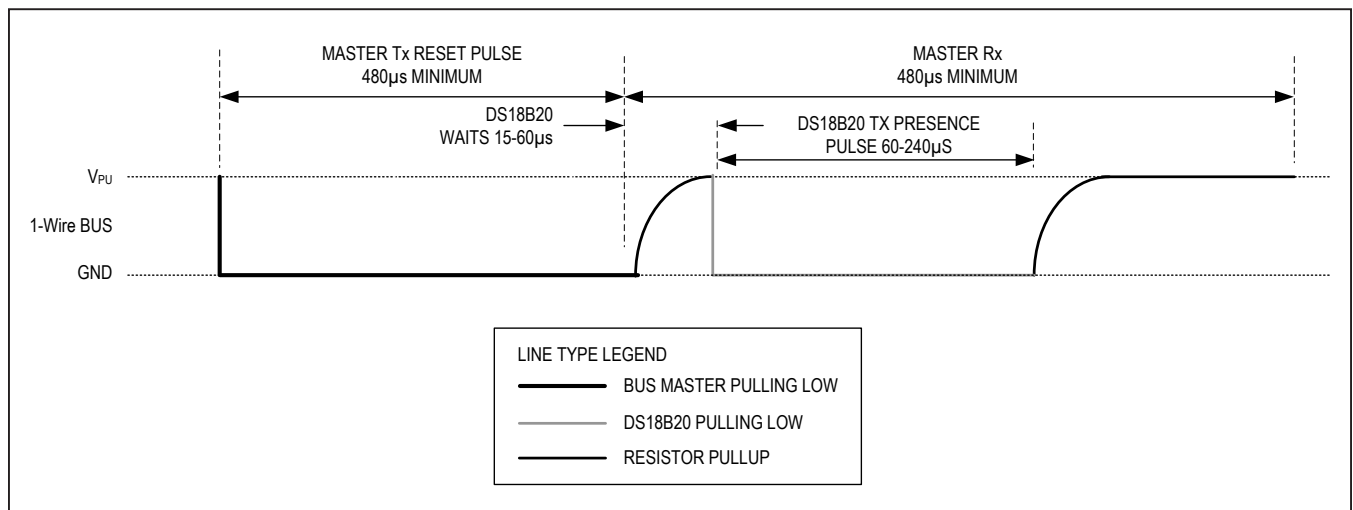 MASTER Tx RESET PULSE
480µs MINIMUM
MASTER Rx
480µs MINIMUM
DS18B20
WAITS 15-60µs
DS18B20 TX PRESENCE
PULSE 60-240µS
VPU
1-Wire BUS
GND
LINE TYPE LEGEND
BUS MASTER PULLING LOW
DS18B20 PULLING LOW
RESISTOR PULLUP